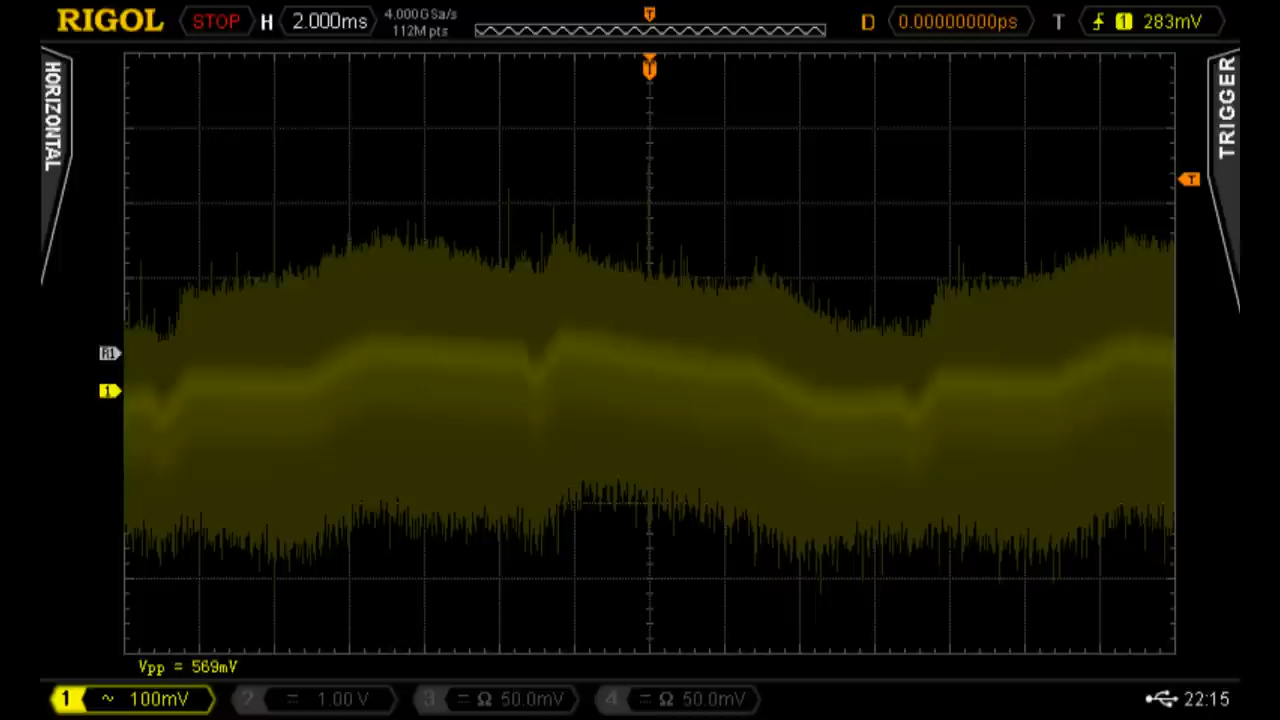 RIGOL STOP H 2.000ms 4.000GSa/s D 0.00000000ps T 1 283mV
112M pts
T
T
HORIZONTAL
TRIGGER
T
R1
1
Vpp = 569mV
1 ~ 100mV 2 = 1.00 V 3 = Ω 50.0mV 4 = Ω 50.0mV 22:15